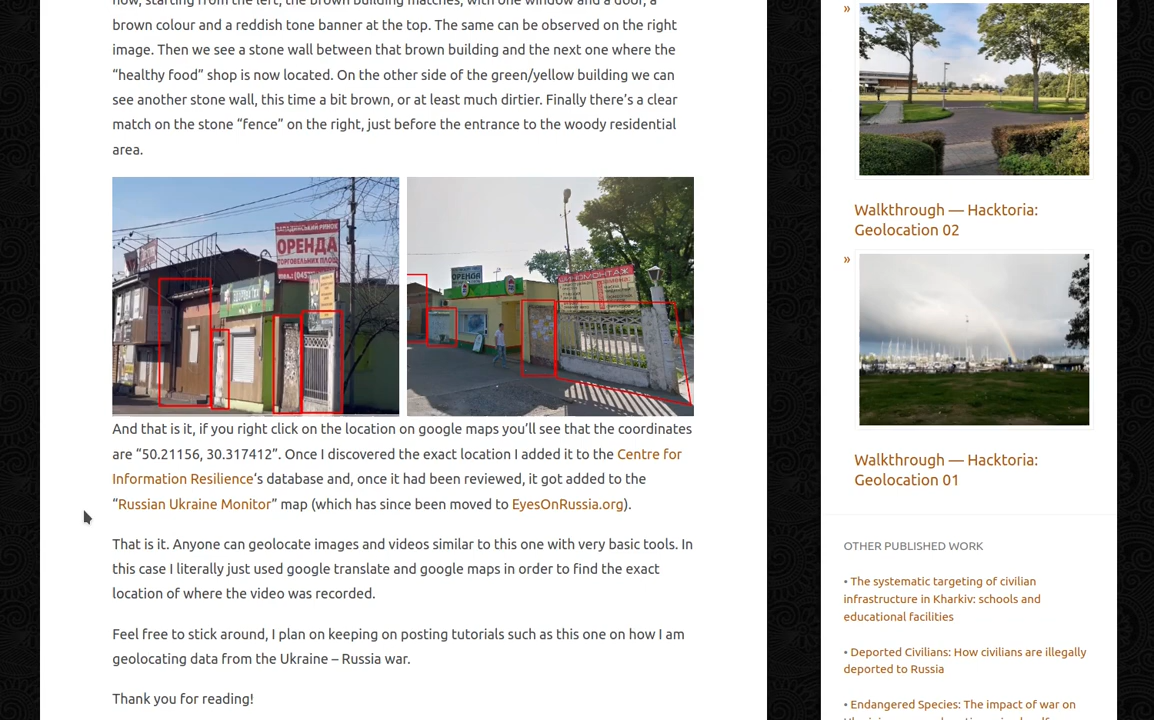 now, starting from the left, the brown building matches, with one window and a door, a
brown colour and a reddish tone banner at the top. The same can be observed on the right
image. Then we see a stone wall between that brown building and the next one where the
“healthy food” shop is now located. On the other side of the green/yellow building we can
see another stone wall, this time a bit brown, or at least much dirtier. Finally there’s a clear
match on the stone “fence” on the right, just before the entrance to the woody residential
area.
ОРЕНДА
ОРЕНДА
And that is it, if you right click on the location on google maps you’ll see that the coordinates
are “50.21156, 30.317412”. Once I discovered the exact location I added it to the Centre for
Information Resilience‘s database and, once it had been reviewed, it got added to the
“Russian Ukraine Monitor” map (which has since been moved to EyesOnRussia.org).
That is it. Anyone can geolocate images and videos similar to this one with very basic tools. In
this case I literally just used google translate and google maps in order to find the exact
location of where the video was recorded.
Feel free to stick around, I plan on keeping on posting tutorials such as this one on how I am
geolocating data from the Ukraine – Russia war.
Thank you for reading!
»
Walkthrough — Hacktoria:
Geolocation 02
»
Walkthrough — Hacktoria:
Geolocation 01
OTHER PUBLISHED WORK
• The systematic targeting of civilian
infrastructure in Kharkiv: schools and
educational facilities
• Deported Civilians: How civilians are illegally
deported to Russia
• Endangered Species: The impact of war on